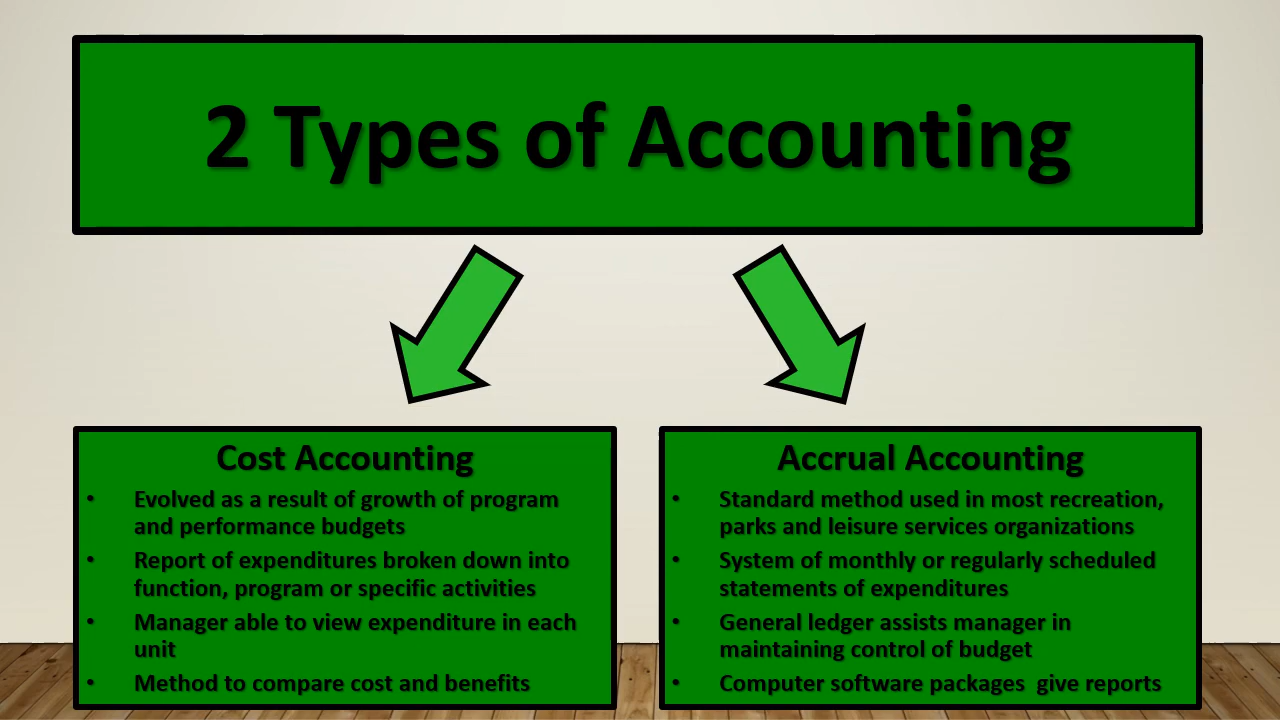 2 Types of Accounting
Cost Accounting
• Evolved as a result of growth of program
and performance budgets
• Report of expenditures broken down into
function, program or specific activities
• Manager able to view expenditure in each
unit
• Method to compare cost and benefits
Accrual Accounting
• Standard method used in most recreation,
parks and leisure services organizations
• System of monthly or regularly scheduled
statements of expenditures
• General ledger assists manager in
maintaining control of budget
• Computer software packages  give reports